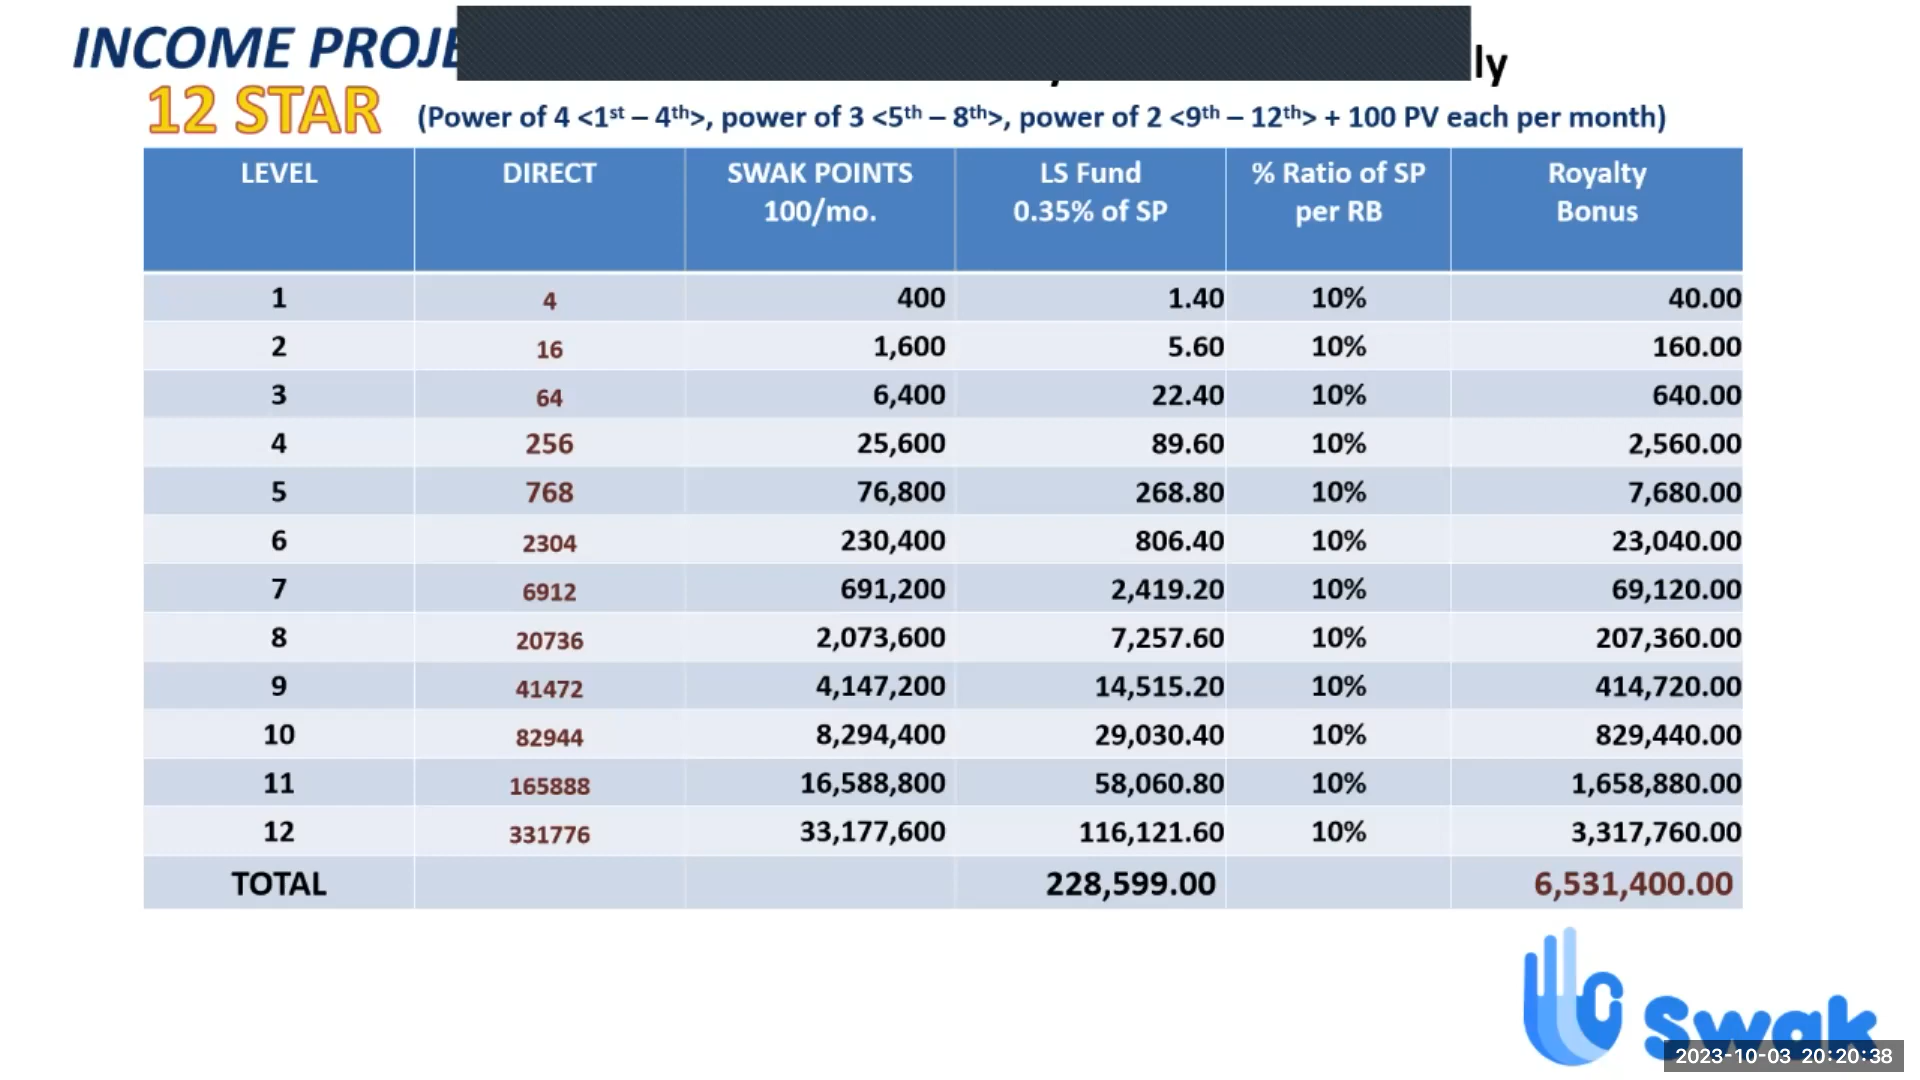 INCOME PROJE
ly
12 STAR
(Power of 4 <1st – 4th>, power of 3 <5th – 8th>, power of 2 <9th – 12th> + 100 PV each per month)
LEVEL DIRECT SWAK POINTS LS Fund % Ratio of SP Royalty
100/mo. 0.35% of SP per RB Bonus
1 4 400 1.40 10% 40.00
2 16 1,600 5.60 10% 160.00
3 64 6,400 22.40 10% 640.00
4 256 25,600 89.60 10% 2,560.00
5 768 76,800 268.80 10% 7,680.00
6 2304 230,400 806.40 10% 23,040.00
7 6912 691,200 2,419.20 10% 69,120.00
8 20736 2,073,600 7,257.60 10% 207,360.00
9 41472 4,147,200 14,515.20 10% 414,720.00
10 82944 8,294,400 29,030.40 10% 829,440.00
11 165888 16,588,800 58,060.80 10% 1,658,880.00
12 331776 33,177,600 116,121.60 10% 3,317,760.00
TOTAL 228,599.00 6,531,400.00
Swak
2023-10-03 20:20:38